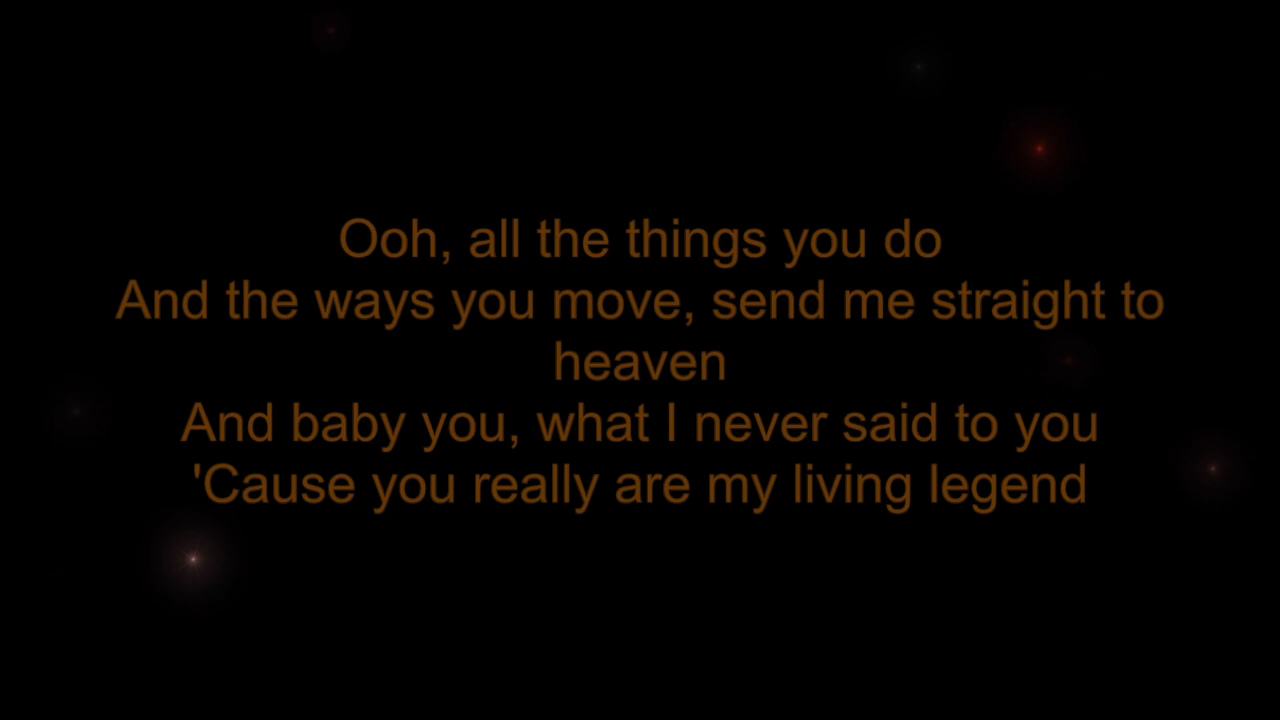 Ooh, all the things you do
And the ways you move, send me straight to
heaven
And baby you, what I never said to you
'Cause you really are my living legend